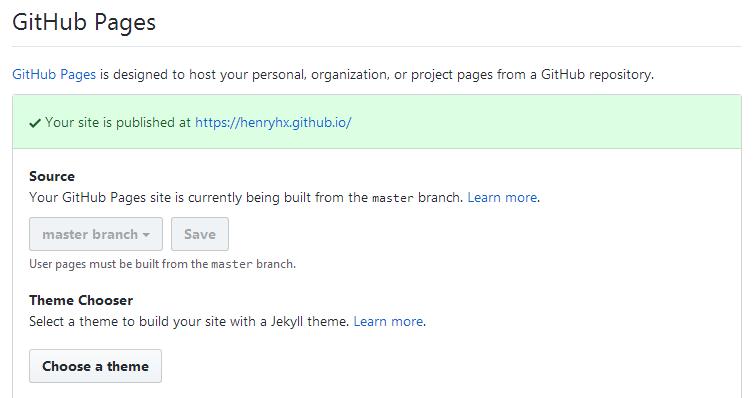 GitHub Pages
GitHub Pages is designed to host your personal, organization, or project pages from a GitHub repository.
✔ Your site is published at https://henryhx.github.io/
Source
Your GitHub Pages site is currently being built from the master branch. Learn more.
master branch Save
User pages must be built from the master branch.
Theme Chooser
Select a theme to build your site with a Jekyll theme. Learn more.
Choose a theme